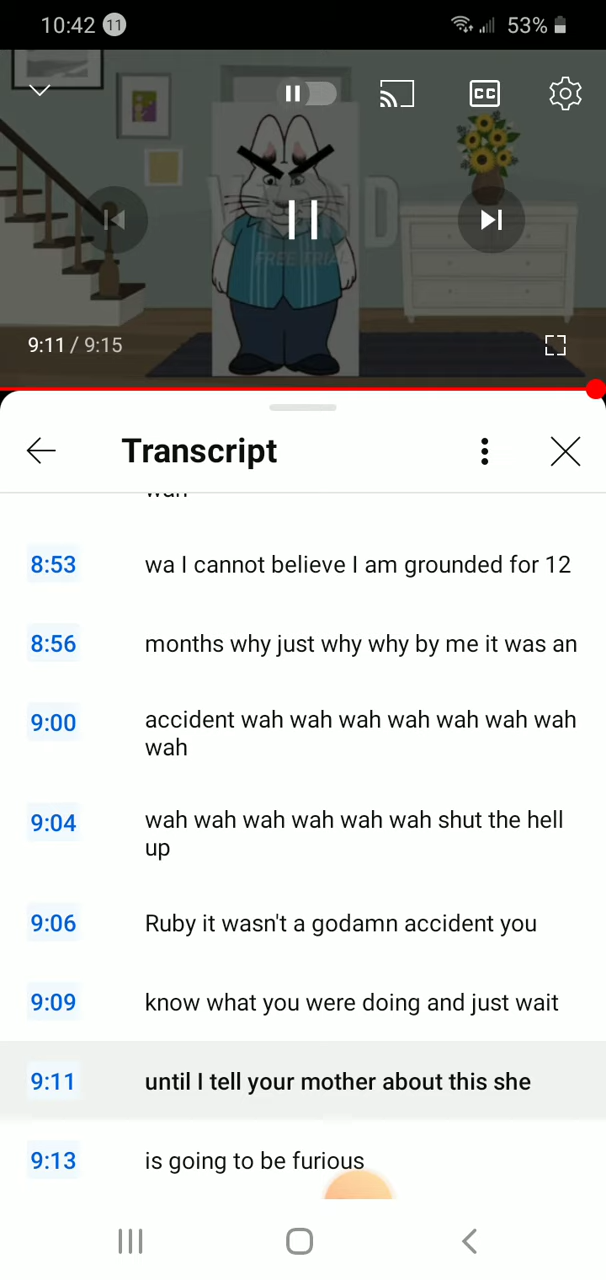 10:42 11 53%
CC
FREE TRIAL
9:11 / 9:15
Transcript
wah
8:53 wa I cannot believe I am grounded for 12
8:56 months why just why why by me it was an
9:00 accident wah wah wah wah wah wah wah
wah
9:04 wah wah wah wah wah wah shut the hell
up
9:06 Ruby it wasn't a godamn accident you
9:09 know what you were doing and just wait
9:11 until I tell your mother about this she
9:13 is going to be furious